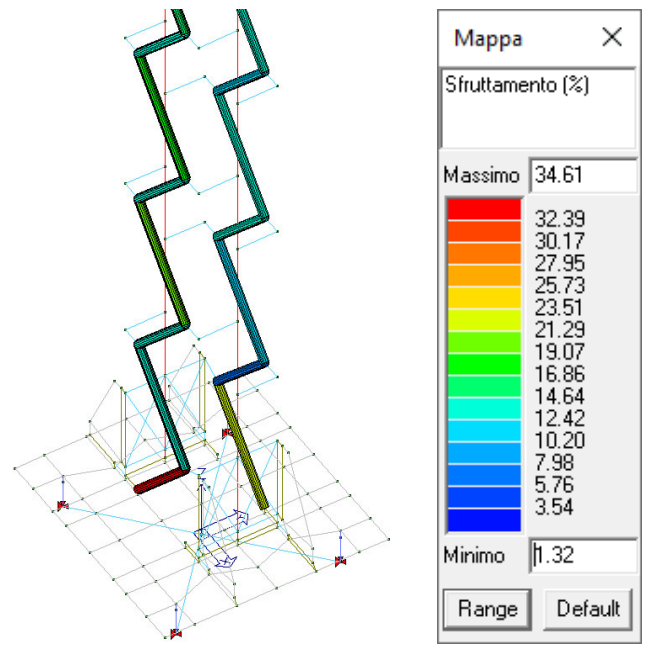 Mappa
Sfruttamento (%)
Massimo 34.61
32.39
30.17
27.95
25.73
23.51
21.29
19.07
16.86
14.64
12.42
10.20
7.98
5.76
3.54
Minimo 1.32
Range Default